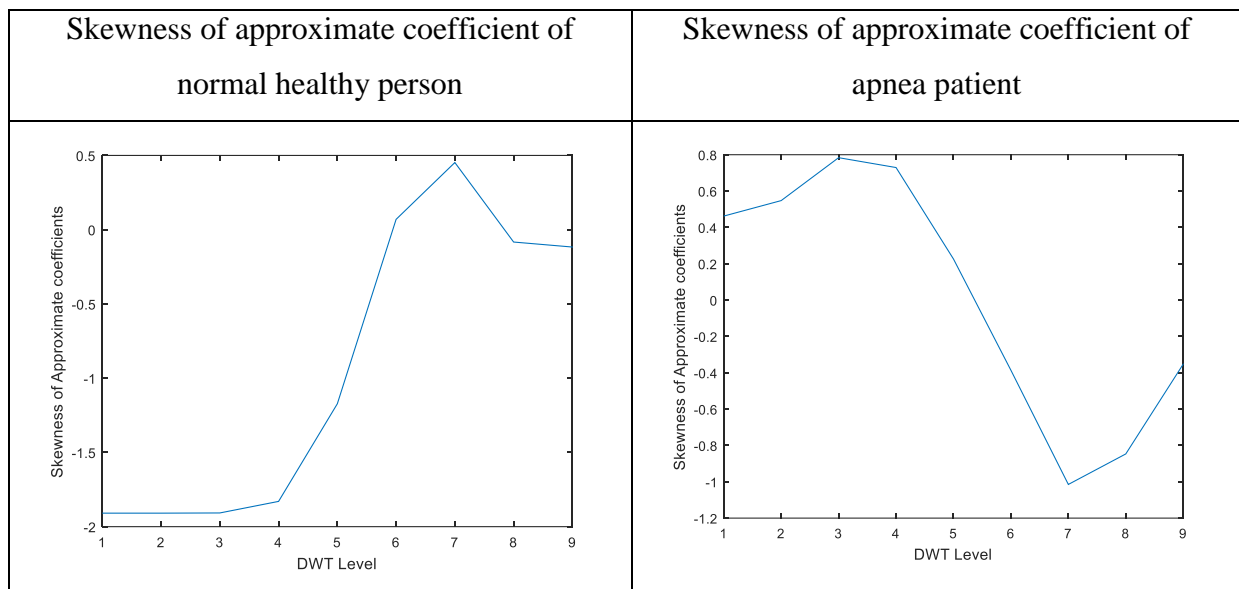 Skewness of approximate coefficient of
normal healthy person
Skewness of approximate coefficient of
apnea patient
0.5
0
-0.5
-1
-1.5
-2
Skewness of Approximate coefficients
1 2 3 4 5 6 7 8 9
DWT Level
0.8
0.6
0.4
0.2
0
-0.2
-0.4
-0.6
-0.8
-1
-1.2
Skewness of Approximate coefficients
1 2 3 4 5 6 7 8 9
DWT Level